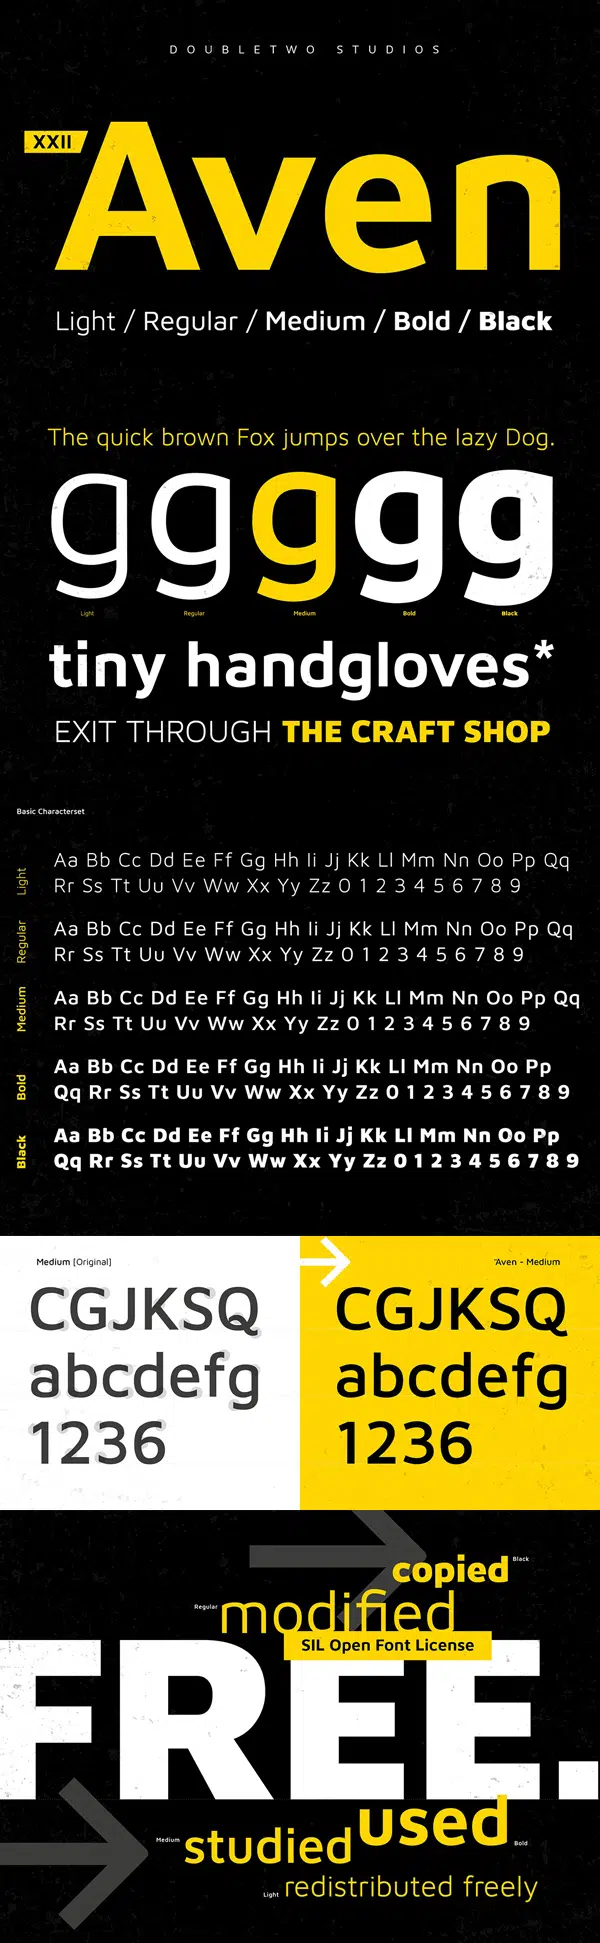 DOUBLETWO STUDIOS
XXII
Aven
Light / Regular / Medium / Bold / Black
The quick brown Fox jumps over the lazy Dog.
ggggg
Light Regular Medium Bold Black
tiny handgloves*
EXIT THROUGH THE CRAFT SHOP
Basic Characterset
Light
Aa Bb Cc Dd Ee Ff Gg Hh Ii Jj Kk Ll Mm Nn Oo Pp Qq
Rr Ss Tt Uu Vv Ww Xx Yy Zz 0 1 2 3 4 5 6 7 8 9
Regular
Aa Bb Cc Dd Ee Ff Gg Hh Ii Jj Kk Ll Mm Nn Oo Pp Qq
Rr Ss Tt Uu Vv Ww Xx Yy Zz 0 1 2 3 4 5 6 7 8 9
Medium
Aa Bb Cc Dd Ee Ff Gg Hh Ii Jj Kk Ll Mm Nn Oo Pp Qq
Rr Ss Tt Uu Vv Ww Xx Yy Zz 0 1 2 3 4 5 6 7 8 9
Bold
Aa Bb Cc Dd Ee Ff Gg Hh Ii Jj Kk Ll Mm Nn Oo Pp
Qq Rr Ss Tt Uu Vv Ww Xx Yy Zz 0 1 2 3 4 5 6 7 8 9
Black
Aa Bb Cc Dd Ee Ff Gg Hh Ii Jj Kk Ll Mm Nn Oo Pp
Qq Rr Ss Tt Uu Vv Ww Xx Yy Zz 0 1 2 3 4 5 6 7 8 9
Medium [Original]
CGJKSQ
abcdefg
1236
Aven - Medium
CGJKSQ
abcdefg
1236
copied Black
Regular modified
SIL Open Font License
FREE.
used Bold
Medium studied
Light redistributed freely